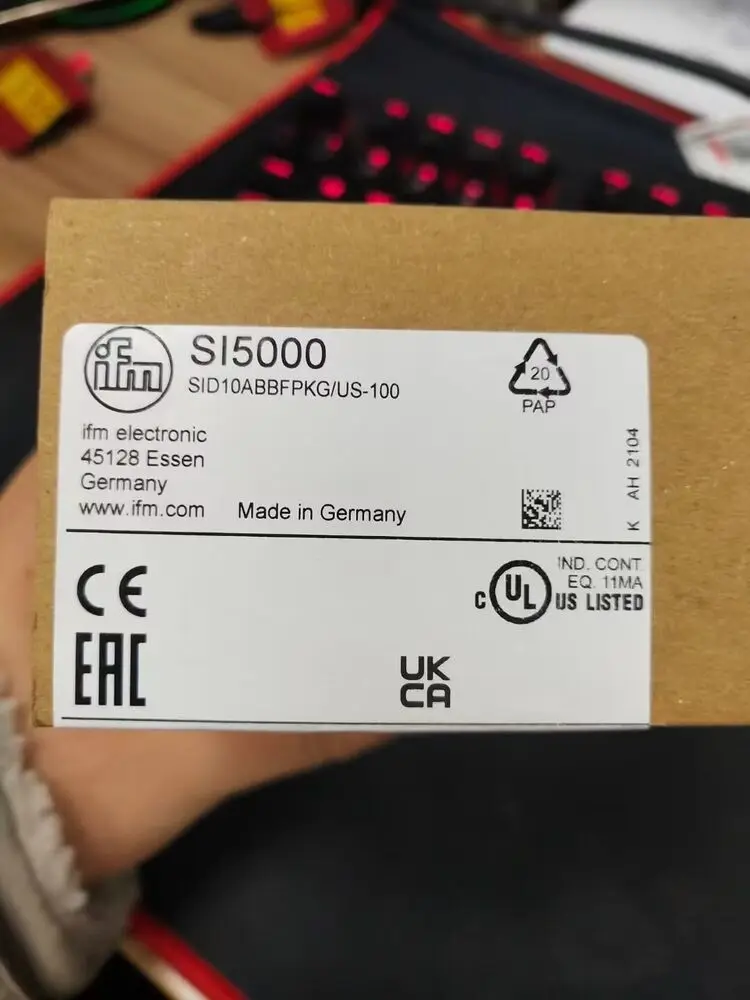 ifm
SI5000
SID10ABBFPKG/US-100
20
PAP
ifm electronic
45128 Essen
Germany
www.ifm.com
Made in Germany
K AH 2104
CE
EAC
C UL US LISTED
IND. CONT.
EQ. 11MA
UK
CA